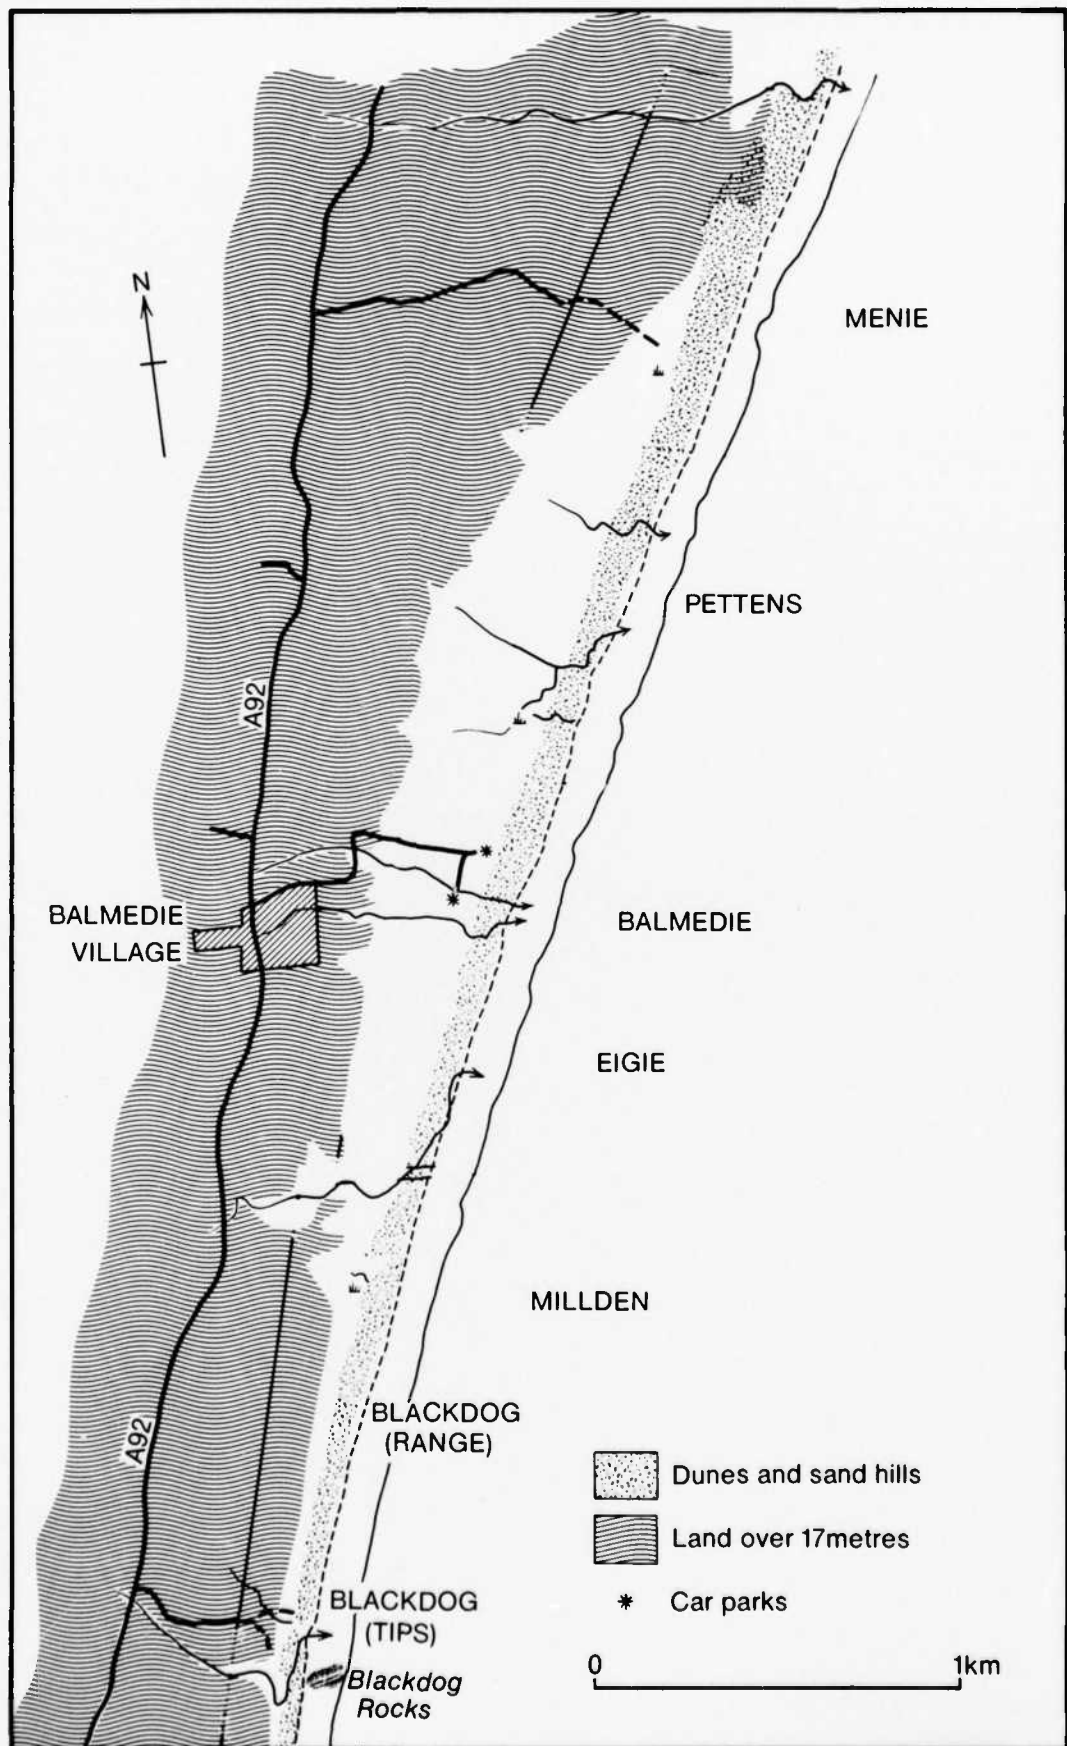 N
MENIE
PETTENS
A92
BALMEDIE
VILLAGE
BALMEDIE
EIGIE
MILLDEN
A92
BLACKDOG
(RANGE)
Dunes and sand hills
Land over 17metres
Car parks
BLACKDOG
(TIPS)
Blackdog
Rocks
0
1km